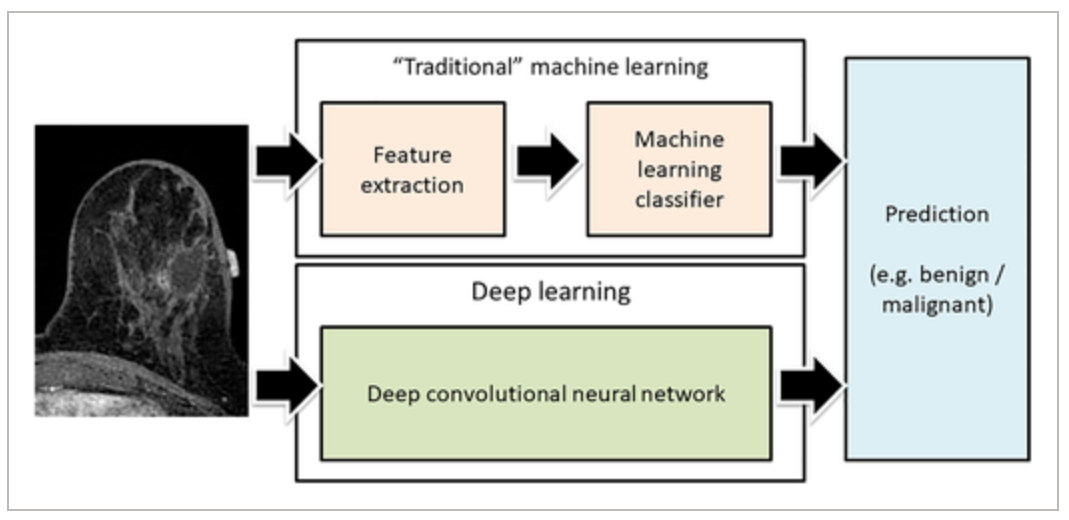 “Traditional” machine learning
Feature
extraction
Machine
learning
classifier
Deep learning
Deep convolutional neural network
Prediction
(e.g. benign /
malignant)